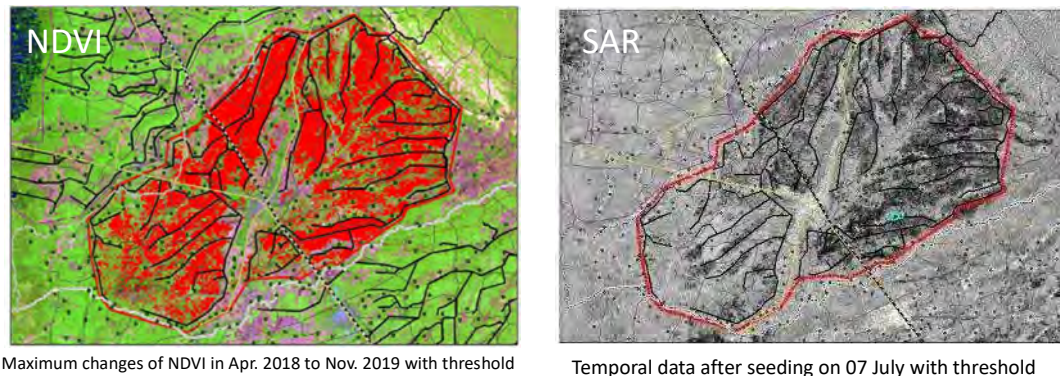 NDVI
SAR
Maximum changes of NDVI in Apr. 2018 to Nov. 2019 with threshold
Temporal data after seeding on 07 July with threshold